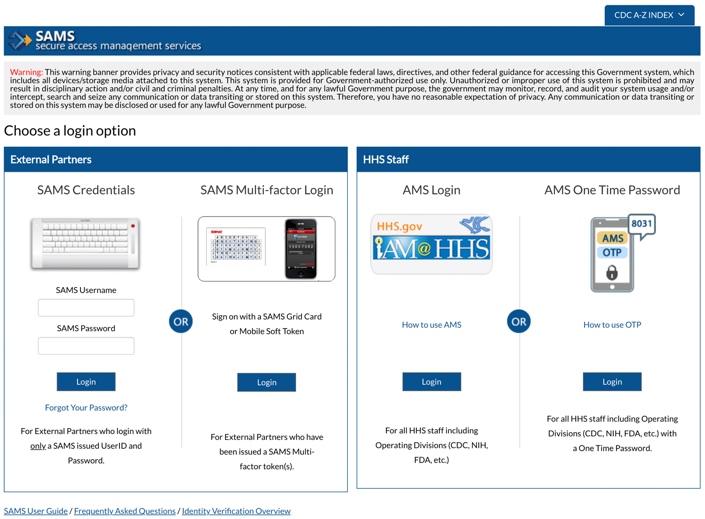 CDC A-Z INDEX
SAMS
secure access management services
Warning: This warning banner provides privacy and security notices consistent with applicable federal laws, directives, and other federal guidance for accessing this Government system, which
includes all devices/storage media attached to this system. This system is provided for Government-authorized use only. Unauthorized or improper use of this system is prohibited and may
result in disciplinary action and/or civil and criminal penalties. At any time, and for any lawful Government purpose, the government may monitor, record, and audit your system usage and/or
intercept, search and seize any communication or data transiting or stored on this system. Therefore, you have no reasonable expectation of privacy. Any communication or data transiting or
stored on this system may be disclosed or used for any lawful Government purpose.
Choose a login option
External Partners
HHS Staff
SAMS Credentials
SAMS Multi-factor Login
AMS Login
AMS One Time Password
HHS.gov
AM@HHS
8031
AMS
OTP
SAMS Username
SAMS Password
OR
Sign on with a SAMS Grid Card
or Mobile Soft Token
How to use AMS
OR
How to use OTP
Login
Login
Login
Login
Forgot Your Password?
For External Partners who login with
only a SAMS issued UserID and
Password.
For External Partners who have
been issued a SAMS Multi-
factor token(s).
For all HHS staff including
Operating Divisions (CDC, NIH,
FDA, etc.)
For all HHS staff including Operating
Divisions (CDC, NIH, FDA, etc.) with
a One Time Password.
SAMS User Guide / Frequently Asked Questions / Identity Verification Overview